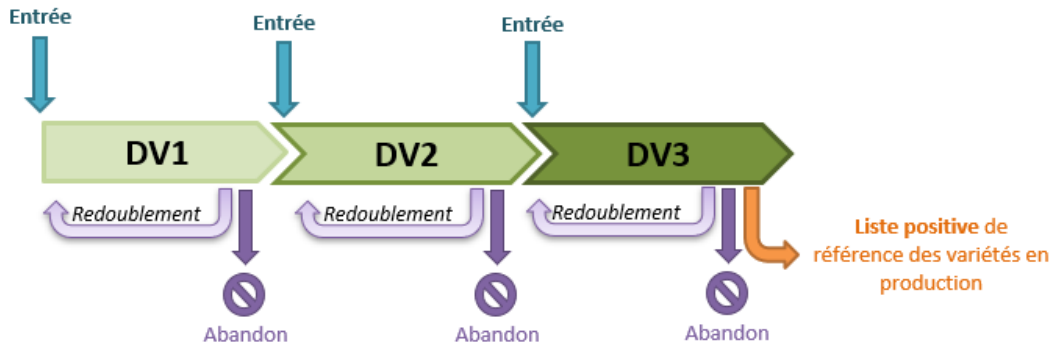 Entrée
Entrée
Entrée
DV1
DV2
DV3
Redoublement
Redoublement
Redoublement
Liste positive de
référence des variétés en
production
Abandon
Abandon
Abandon